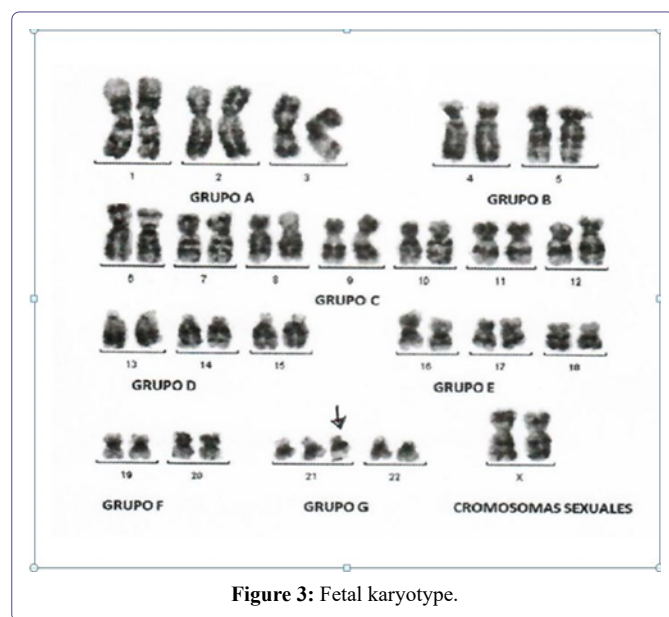 1 2 3 4 5
GRUPO A GRUPO B
6 7 8 9 10 11 12
GRUPO C
13 14 15 16 17 18
GRUPO D GRUPO E
19 20 21 22 X
GRUPO F GRUPO G CROMOSOMAS SEXUALES
Figure 3: Fetal karyotype.